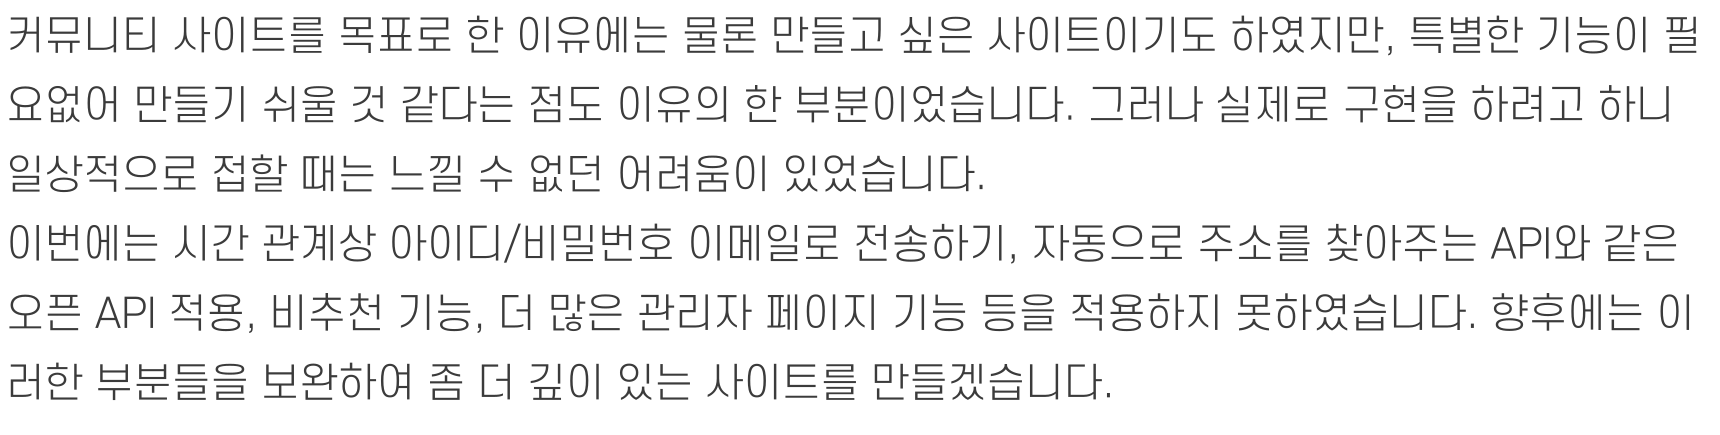 커뮤니티 사이트를 목표로 한 이유에는 물론 만들고 싶은 사이트이기도 하였지만, 특별한 기능이 필
요없어 만들기 쉬울 것 같다는 점도 이유의 한 부분이었습니다. 그러나 실제로 구현을 하려고 하니
일상적으로 접할 때는 느낄 수 없던 어려움이 있었습니다.
이번에는 시간 관계상 아이디/비밀번호 이메일로 전송하기, 자동으로 주소를 찾아주는 API와 같은
오픈 API 적용, 비추천 기능, 더 많은 관리자 페이지 기능 등을 적용하지 못하였습니다. 향후에는 이
러한 부분들을 보완하여 좀 더 깊이 있는 사이트를 만들겠습니다.